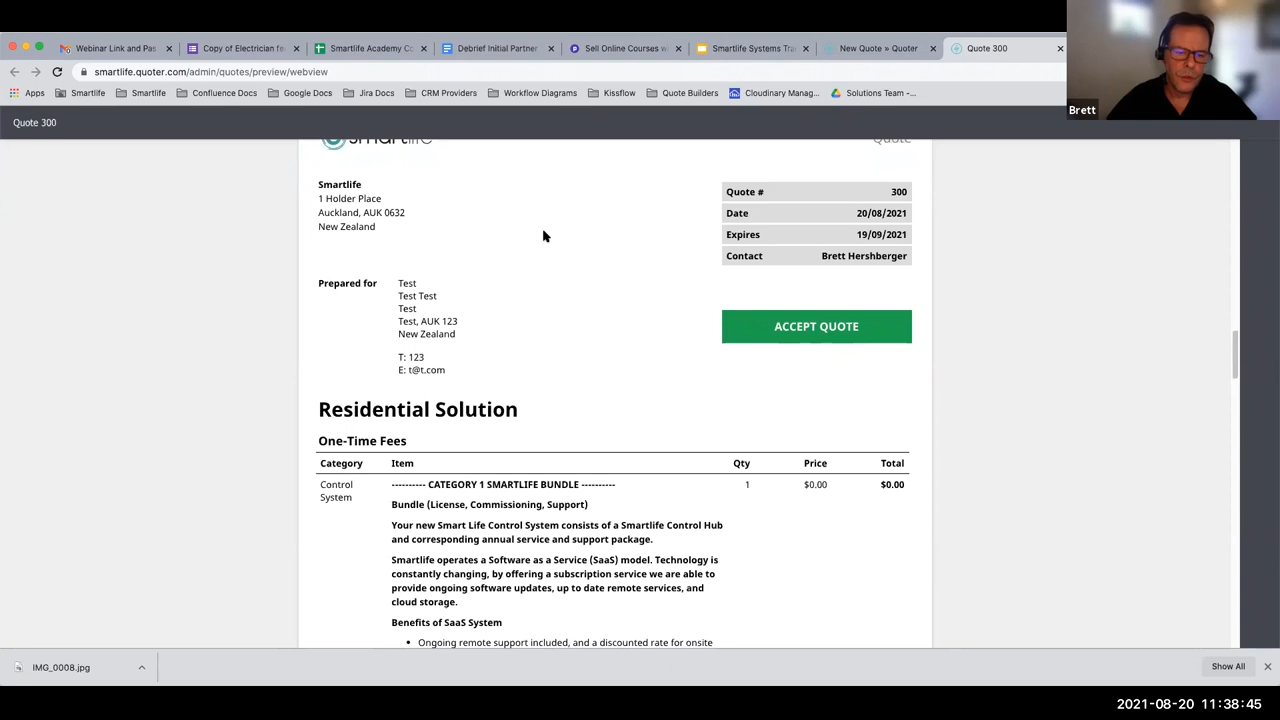 Webinar Link and Pas
Copy of Electrician fe
Smartlife Academy Co
Debrief Initial Partner
Sell Online Courses w
Smartlife Systems Tra
New Quote » Quoter
Quote 300
smartlife.quoter.com/admin/quotes/preview/webview
Apps
Smartlife
Smartlife
Confluence Docs
Google Docs
Jira Docs
CRM Providers
Workflow Diagrams
Kissflow
Quote Builders
Cloudinary Manag...
Solutions Team -...
Brett
Quote 300
smartlife
Quote
Smartlife
1 Holder Place
Auckland, AUK 0632
New Zealand
Quote # 300
Date 20/08/2021
Expires 19/09/2021
Contact Brett Hershberger
Prepared for
Test
Test Test
Test
Test, AUK 123
New Zealand
T: 123
E: t@t.com
ACCEPT QUOTE
Residential Solution
One-Time Fees
Category Item Qty Price Total
Control System
---------- CATEGORY 1 SMARTLIFE BUNDLE ---------- 1 $0.00 $0.00
Bundle (License, Commissioning, Support)
Your new Smart Life Control System consists of a Smartlife Control Hub
and corresponding annual service and support package.
Smartlife operates a Software as a Service (SaaS) model. Technology is
constantly changing, by offering a subscription service we are able to
provide ongoing software updates, up to date remote services, and
cloud storage.
Benefits of SaaS System
• Ongoing remote support included, and a discounted rate for onsite
IMG_0008.jpg
Show All
2021-08-20 11:38:45